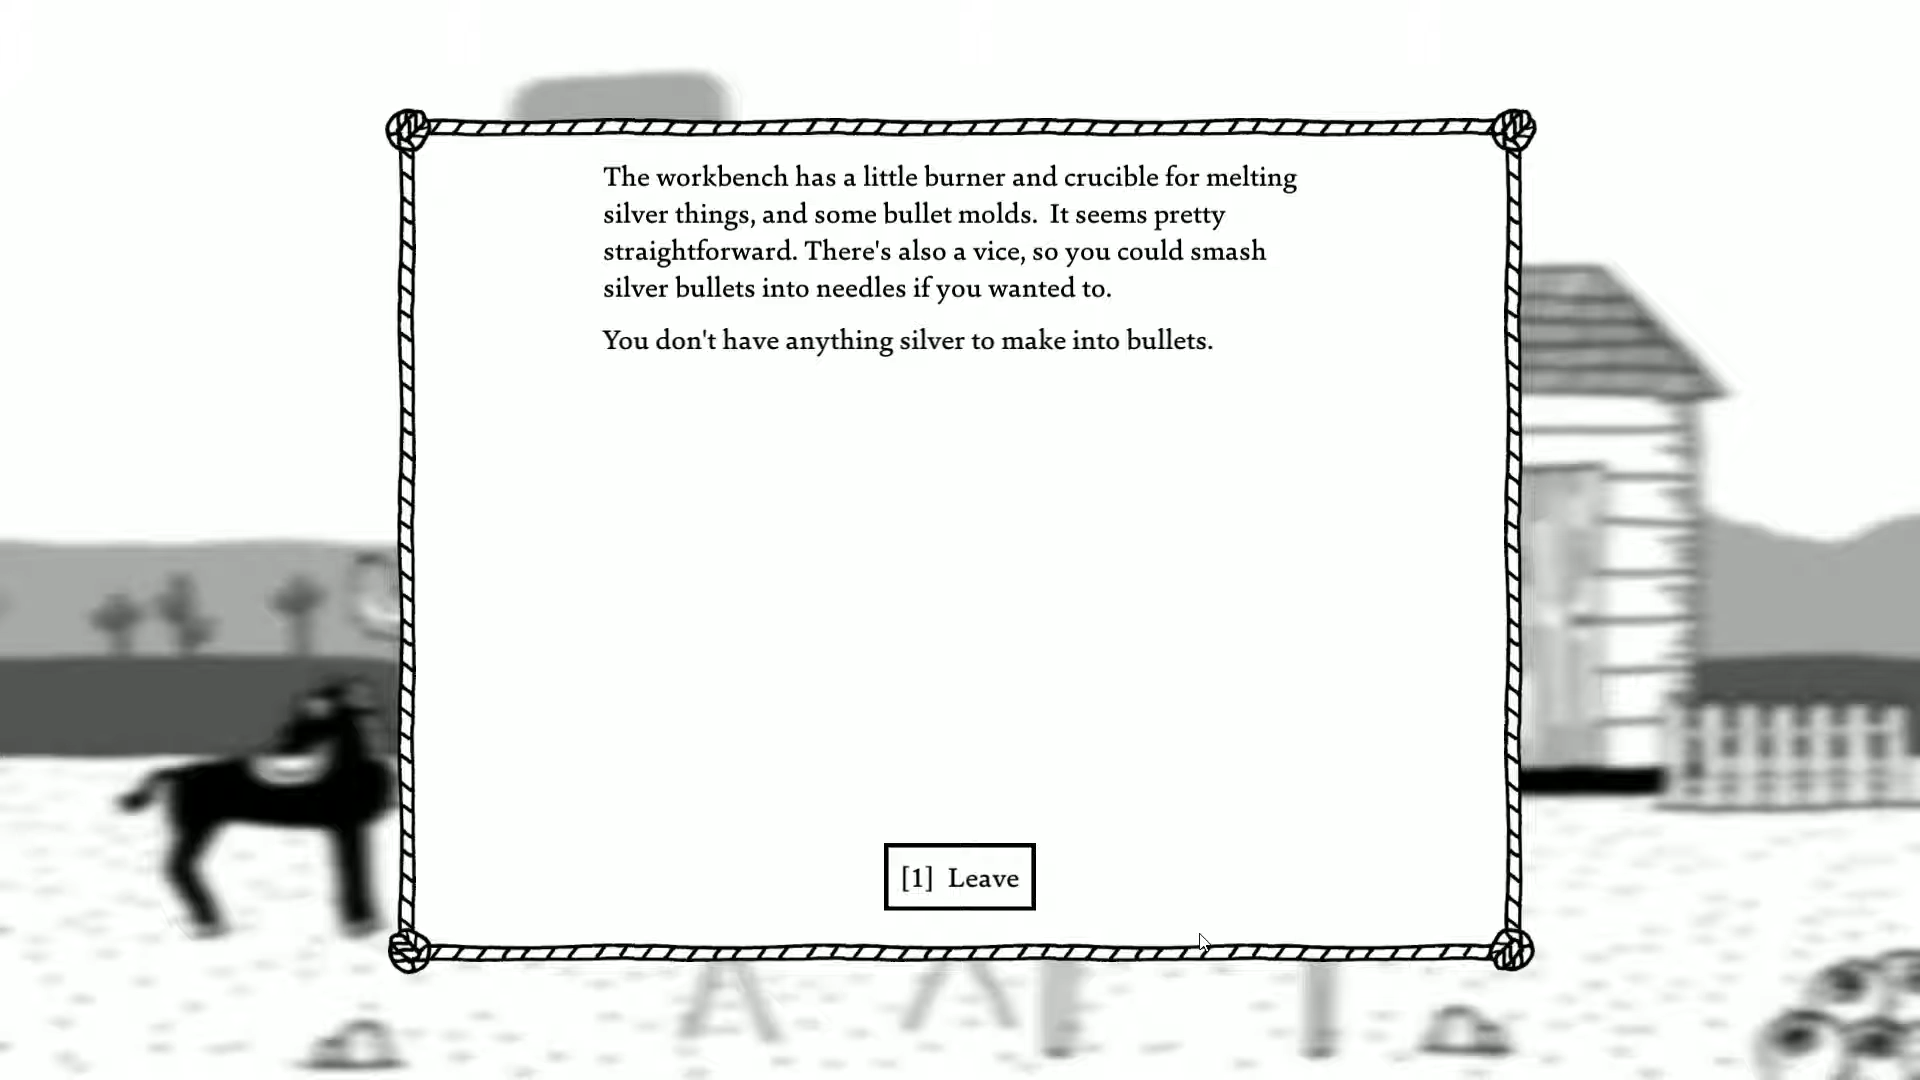 The workbench has a little burner and crucible for melting
silver things, and some bullet molds.  It seems pretty
straightforward. There's also a vice, so you could smash
silver bullets into needles if you wanted to.
You don't have anything silver to make into bullets.
[1]  Leave